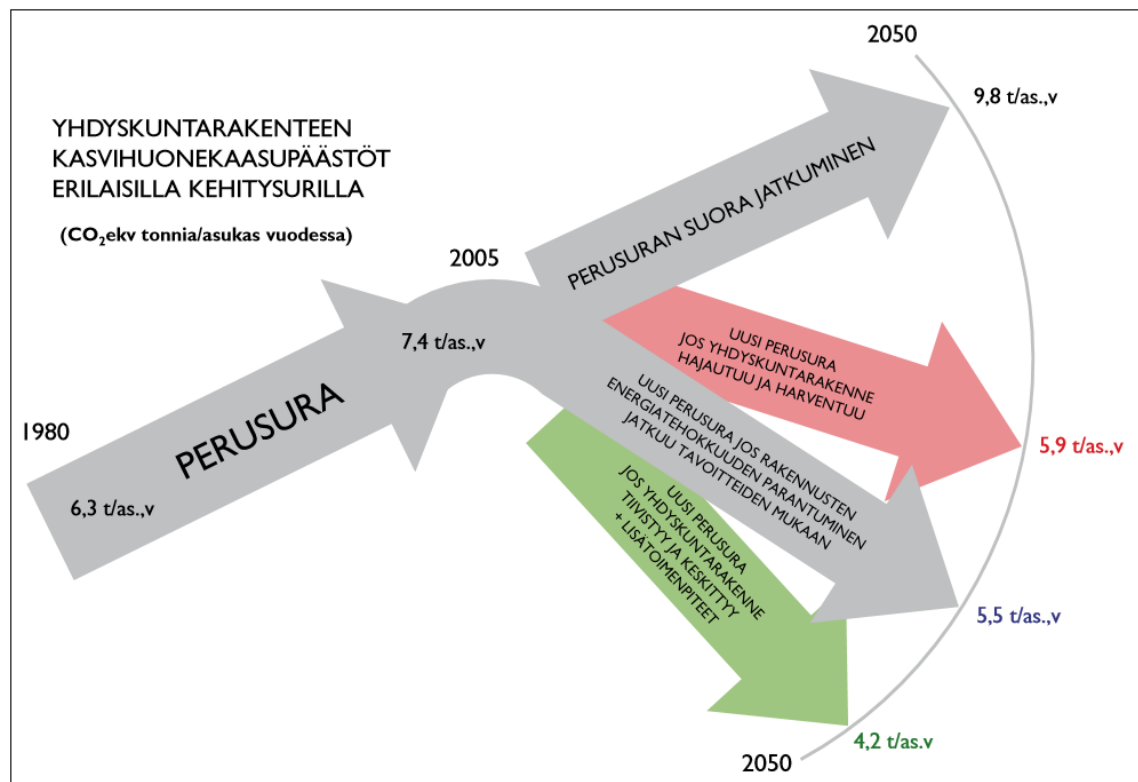 YHDYSKUNTARAKENTEEN
KASVIHUONEKAASUPÄÄSTÖT
ERILAISILLA KEHITYSURILLA
(CO₂ekv tonnia/asukas vuodessa)
1980
6,3 t/as.,v
PERUSURA
2005
7,4 t/as.,v
2050
PERUSURAN SUORA JATKUMINEN
9,8 t/as.,v
UUSI PERUSURA
JOS YHDYSKUNTARAKENNE
HAJAUTUU JA HARVENTUU
5,9 t/as.,v
UUSI PERUSURA JOS RAKENNUSTEN
ENERGIATEHOKKUUDEN PARANTUMINEN
JATKUU TAVOITTEIDEN MUKAAN
5,5 t/as.,v
UUSI PERUSURA
JOS YHDYSKUNTARAKENNE
TIIVISTYY JA KESKITTYY
+ LISÄTOIMENPITEET
4,2 t/as.v
2050